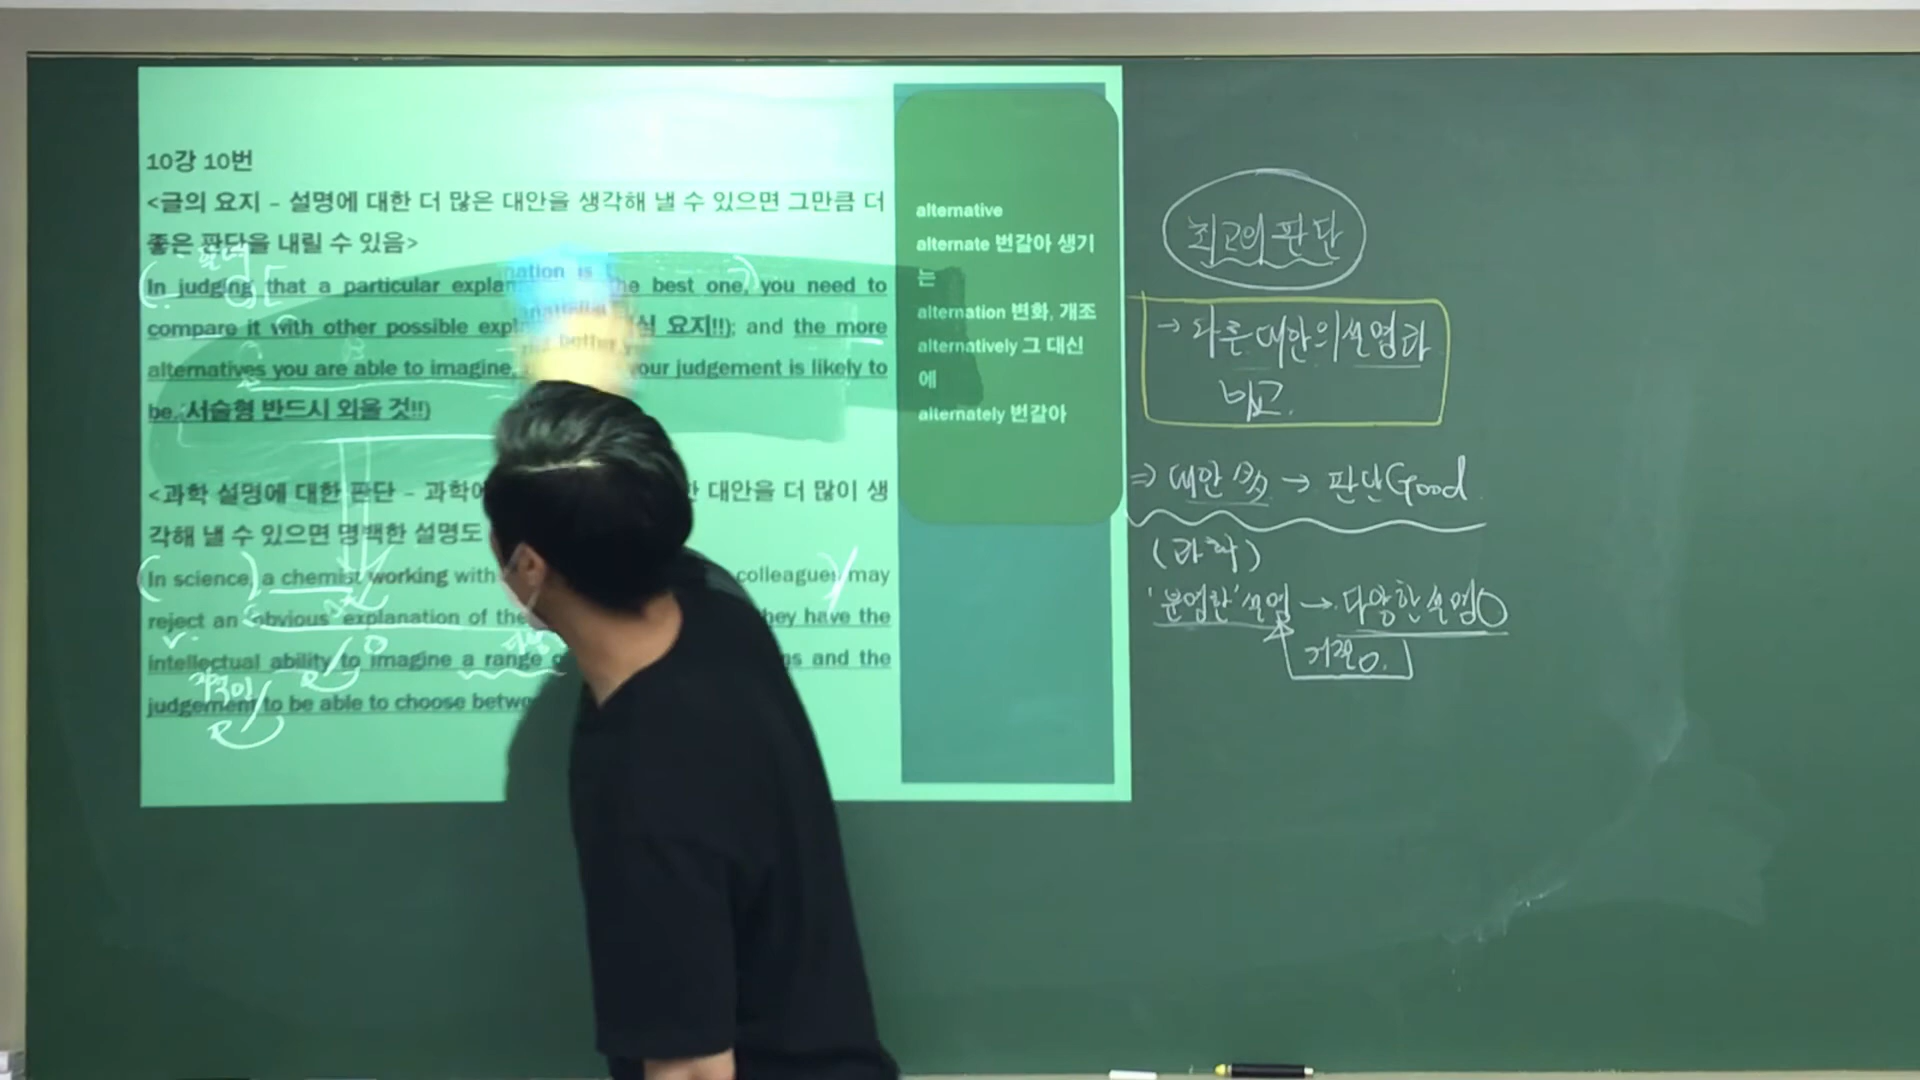 10강 10번
<글의 요지 – 설명에 대한 더 많은 대안을 생각해 낼 수 있으면 그만큼 더
좋은 판단을 내릴 수 있음>
In judging that a particular explanation is the best one, you need to
compare it with other possible 요지!!); and the more
alternatives you are able to imagine, better your judgement is likely to
be. 서술형 반드시 외울 것!!)
<과학 설명에 대한 판단 – 대안을 더 많이 생
각해 낼 수 있으면 명백한 설명도
In science, a chemist working with colleagues may
reject an 'obvious' explanation of the they have the
intellectual ability to imagine a range and the
judgement to be able to choose
alternative
alternate 번갈아 생기
는
alternation 변화, 개조
alternatively 그 대신
에
alternately 번갈아
최고의 판단
→ 다른 대안의 설명과
비교.
⇒ 대안 多 → 판단 Good
(과학)
'분명한' 설명 → 다양한 설명 O
거절 O.